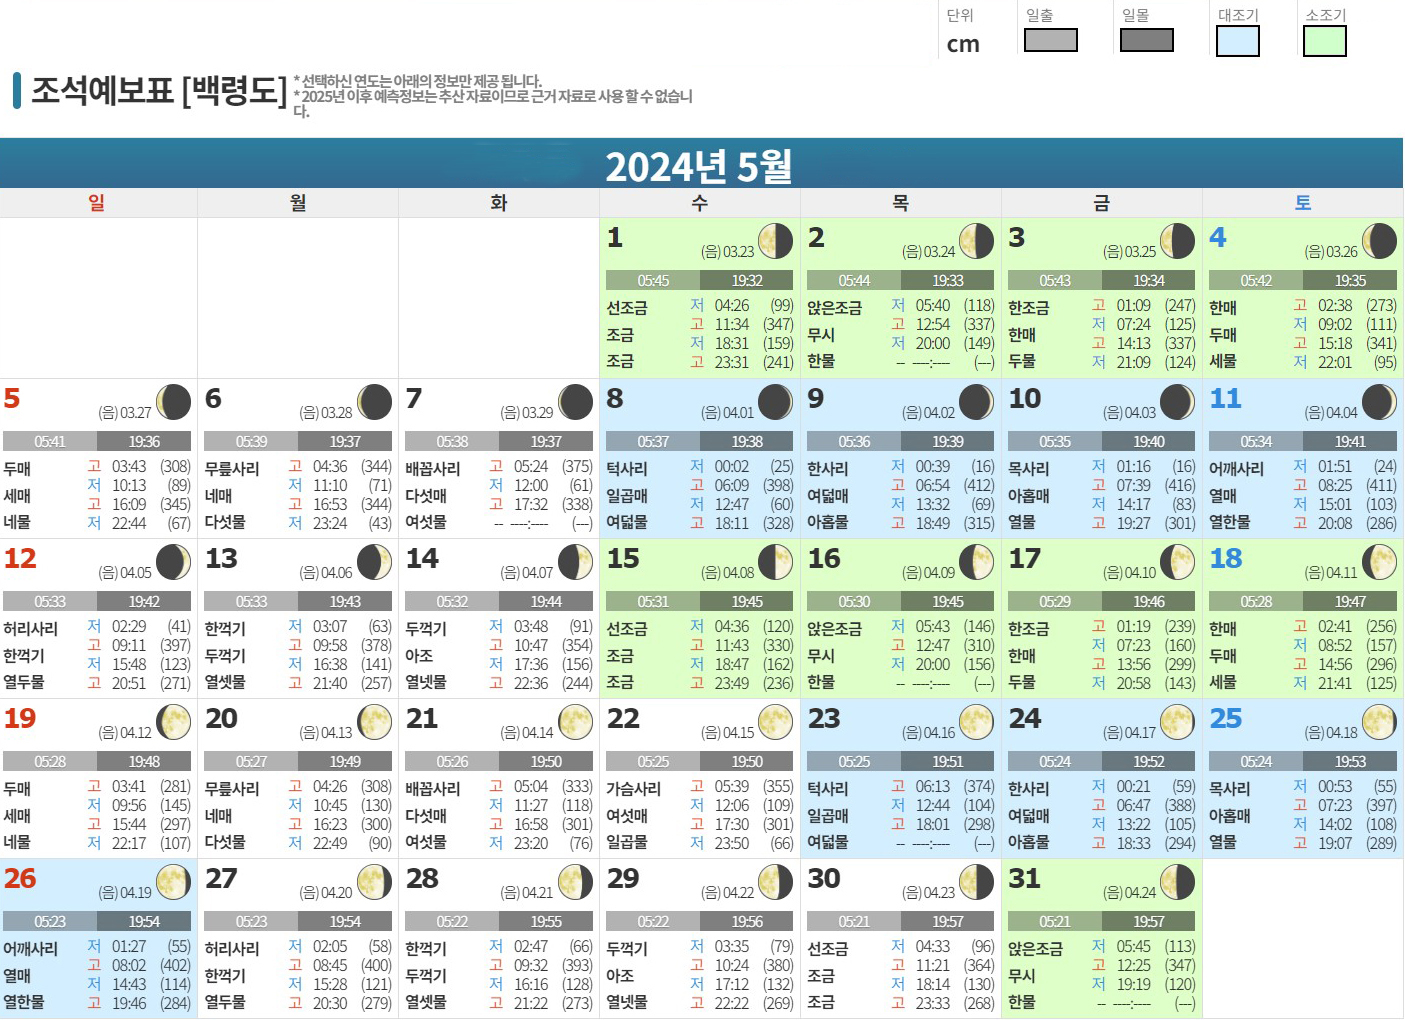 단위 일출 일몰 대조기 소조기
cm
조석예보표 [백령도]
* 선택하신 연도는 아래의 정보만 제공 됩니다.
* 2025년 이후 예측정보는 추산 자료이므로 근거 자료로 사용 할 수 없습니
다.
2024년 5월
일 월 화 수 목 금 토
1 (음) 03.23
05:45 19:32
선조금 조금 조금
저 04:26 (99)
고 11:34 (347)
저 18:31 (159)
고 23:31 (241)
2 (음) 03.24
05:44 19:33
앉은조금 무시 한물
저 05:40 (118)
고 12:54 (337)
저 20:00 (149)
-- ----:---- (---)
3 (음) 03.25
05:43 19:34
한조금 한매 두물
고 01:09 (247)
저 07:24 (125)
고 14:13 (337)
저 21:09 (124)
4 (음) 03.26
05:42 19:35
한매 두매 세물
고 02:38 (273)
저 09:02 (111)
고 15:18 (341)
저 22:01 (95)
5 (음) 03.27
05:41 19:36
두매 세매 네물
고 03:43 (308)
저 10:13 (89)
고 16:09 (345)
저 22:44 (67)
6 (음) 03.28
05:39 19:37
무릎사리 네매 다섯물
고 04:36 (344)
저 11:10 (71)
고 16:53 (344)
저 23:24 (43)
7 (음) 03.29
05:38 19:37
배꼽사리 다섯매 여섯물
고 05:24 (375)
저 12:00 (61)
고 17:32 (338)
-- ----:---- (---)
8 (음) 04.01
05:37 19:38
턱사리 일곱매 여덟물
저 00:02 (25)
고 06:09 (398)
저 12:47 (60)
고 18:11 (328)
9 (음) 04.02
05:36 19:39
한사리 여덟매 아홉물
저 00:39 (16)
고 06:54 (412)
저 13:32 (69)
고 18:49 (315)
10 (음) 04.03
05:35 19:40
목사리 아홉매 열물
저 01:16 (16)
고 07:39 (416)
저 14:17 (83)
고 19:27 (301)
11 (음) 04.04
05:34 19:41
어깨사리 열매 열한물
저 01:51 (24)
고 08:25 (411)
저 15:01 (103)
고 20:08 (286)
12 (음) 04.05
05:33 19:42
허리사리 한꺽기 열두물
저 02:29 (41)
고 09:11 (397)
저 15:48 (123)
고 20:51 (271)
13 (음) 04.06
05:33 19:43
한꺽기 두꺽기 열셋물
저 03:07 (63)
고 09:58 (378)
저 16:38 (141)
고 21:40 (257)
14 (음) 04.07
05:32 19:44
두꺽기 아조 열넷물
저 03:48 (91)
고 10:47 (354)
저 17:36 (156)
고 22:36 (244)
15 (음) 04.08
05:31 19:45
선조금 조금 조금
저 04:36 (120)
고 11:43 (330)
저 18:47 (162)
고 23:49 (236)
16 (음) 04.09
05:30 19:45
앉은조금 무시 한물
저 05:43 (146)
고 12:47 (310)
저 20:00 (156)
-- ----:---- (---)
17 (음) 04.10
05:29 19:46
한조금 한매 두물
고 01:19 (239)
저 07:23 (160)
고 13:56 (299)
저 20:58 (143)
18 (음) 04.11
05:28 19:47
한매 두매 세물
고 02:41 (256)
저 08:52 (157)
고 14:56 (296)
저 21:41 (125)
19 (음) 04.12
05:28 19:48
두매 세매 네물
고 03:41 (281)
저 09:56 (145)
고 15:44 (297)
저 22:17 (107)
20 (음) 04.13
05:27 19:49
무릎사리 네매 다섯물
고 04:26 (308)
저 10:45 (130)
고 16:23 (300)
저 22:49 (90)
21 (음) 04.14
05:26 19:50
배꼽사리 다섯매 여섯물
고 05:04 (333)
저 11:27 (118)
고 16:58 (301)
저 23:20 (76)
22 (음) 04.15
05:25 19:50
가슴사리 여섯매 일곱물
고 05:39 (355)
저 12:06 (109)
고 17:30 (301)
저 23:50 (66)
23 (음) 04.16
05:25 19:51
턱사리 일곱매 여덟물
고 06:13 (374)
저 12:44 (104)
고 18:01 (298)
-- ----:---- (---)
24 (음) 04.17
05:24 19:52
한사리 여덟매 아홉물
저 00:21 (59)
고 06:47 (388)
저 13:22 (105)
고 18:33 (294)
25 (음) 04.18
05:24 19:53
목사리 아홉매 열물
저 00:53 (55)
고 07:23 (397)
저 14:02 (108)
고 19:07 (289)
26 (음) 04.19
05:23 19:54
어깨사리 열매 열한물
저 01:27 (55)
고 08:02 (402)
저 14:43 (114)
고 19:46 (284)
27 (음) 04.20
05:23 19:54
허리사리 한꺽기 열두물
저 02:05 (58)
고 08:45 (400)
저 15:28 (121)
고 20:30 (279)
28 (음) 04.21
05:22 19:55
한꺽기 두꺽기 열셋물
저 02:47 (66)
고 09:32 (393)
저 16:16 (128)
고 21:22 (273)
29 (음) 04.22
05:22 19:56
두꺽기 아조 열넷물
저 03:35 (79)
고 10:24 (380)
저 17:12 (132)
고 22:22 (269)
30 (음) 04.23
05:21 19:57
선조금 조금 조금
저 04:33 (96)
고 11:21 (364)
저 18:14 (130)
고 23:33 (268)
31 (음) 04.24
05:21 19:57
앉은조금 무시 한물
저 05:45 (113)
고 12:25 (347)
저 19:19 (120)
-- ----:---- (---)